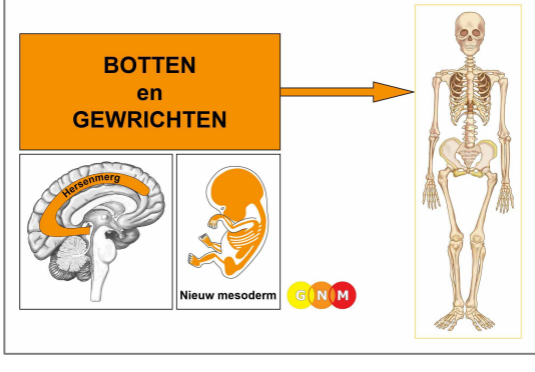 BOTTEN
en
GEWRICHTEN
Hersenmerg
Nieuw mesoderm
G N M